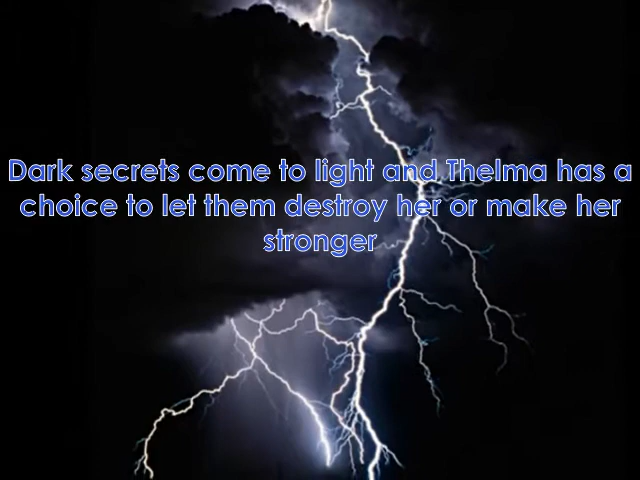 Dark secrets come to light and Thelma has a
choice to let them destroy her or make her
stronger